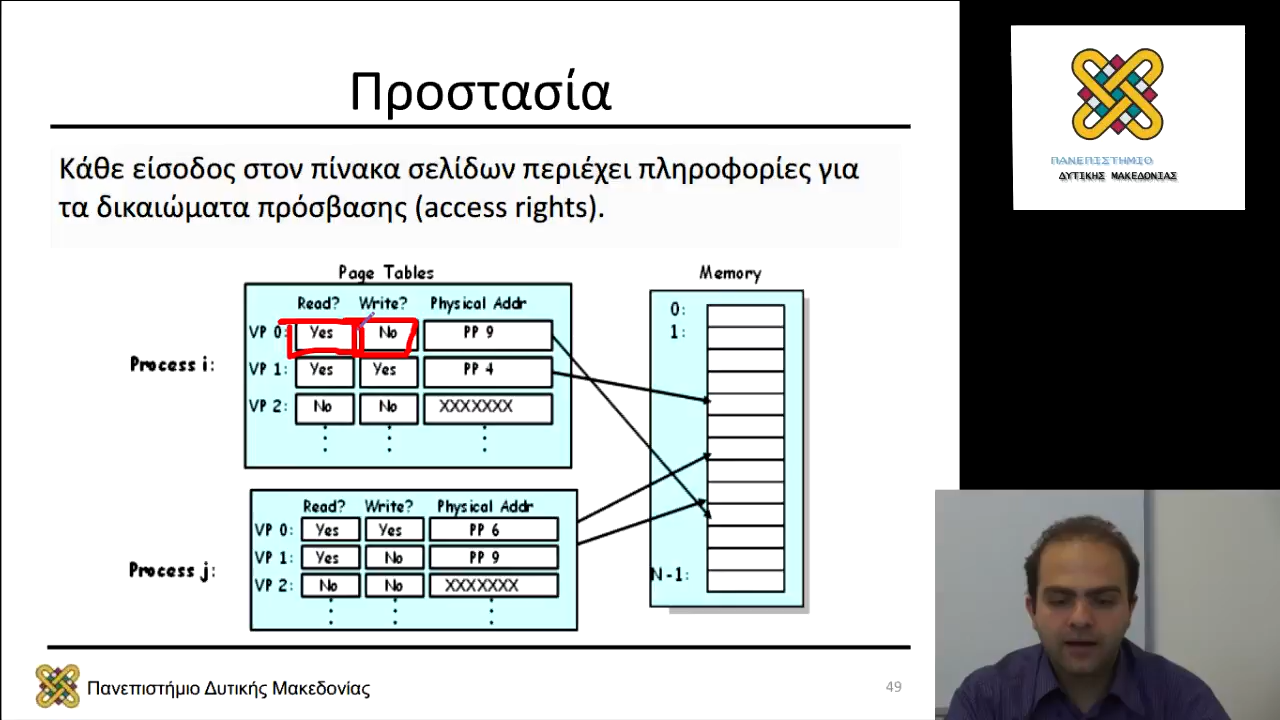 Προστασία
Κάθε είσοδος στον πίνακα σελίδων περιέχει πληροφορίες για
τα δικαιώματα πρόσβασης (access rights).
Page Tables
Read? Write? Physical Addr
VP 0: Yes No PP 9
Process i:
VP 1: Yes Yes PP 4
VP 2: No No XXXXXXX
Read? Write? Physical Addr
VP 0: Yes Yes PP 6
VP 1: Yes No PP 9
Process j:
VP 2: No No XXXXXXX
Memory
0:
1:
N-1:
Πανεπιστήμιο Δυτικής Μακεδονίας
49
ΠΑΝΕΠΙΣΤΗΜΙΟ
ΔΥΤΙΚΗΣ ΜΑΚΕΔΟΝΙΑΣ